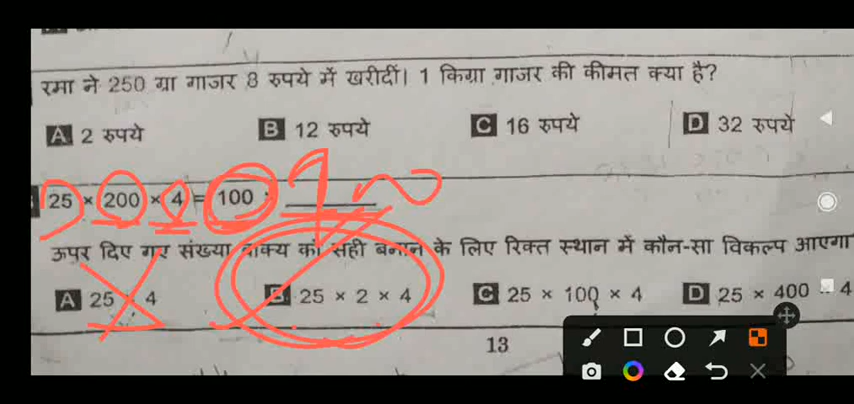 रमा ने 250 ग्रा गाजर 8 रुपये में खरीदीं। 1 किग्रा गाजर की कीमत क्या है?
A 2 रुपये B 12 रुपये C 16 रुपये D 32 रुपये
25 × 200 × 4 = 100
ऊपर दिए गए संख्या वाक्य को सही बनाने के लिए रिक्त स्थान में कौन-सा विकल्प आएगा
A 25 4 B 25 × 2 × 4 C 25 × 100 × 4 D 25 × 400 × 4
13